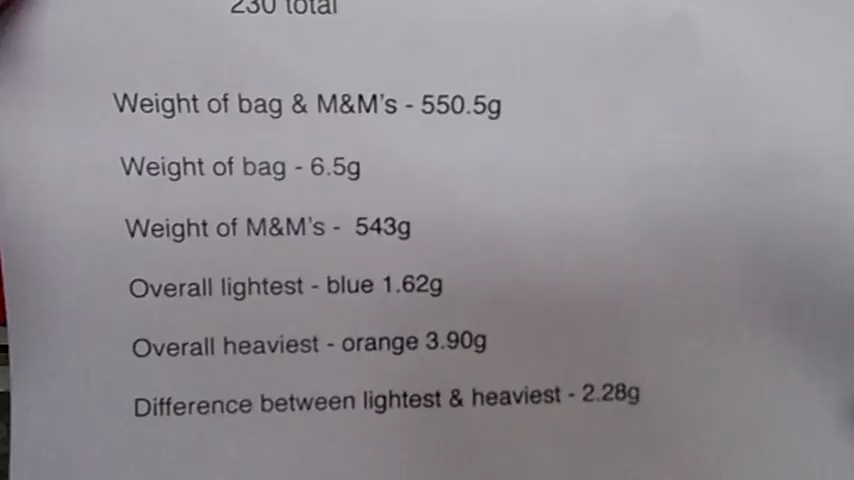 230 total
Weight of bag & M&M's - 550.5g
Weight of bag - 6.5g
Weight of M&M's - 543g
Overall lightest - blue 1.62g
Overall heaviest - orange 3.90g
Difference between lightest & heaviest - 2.28g